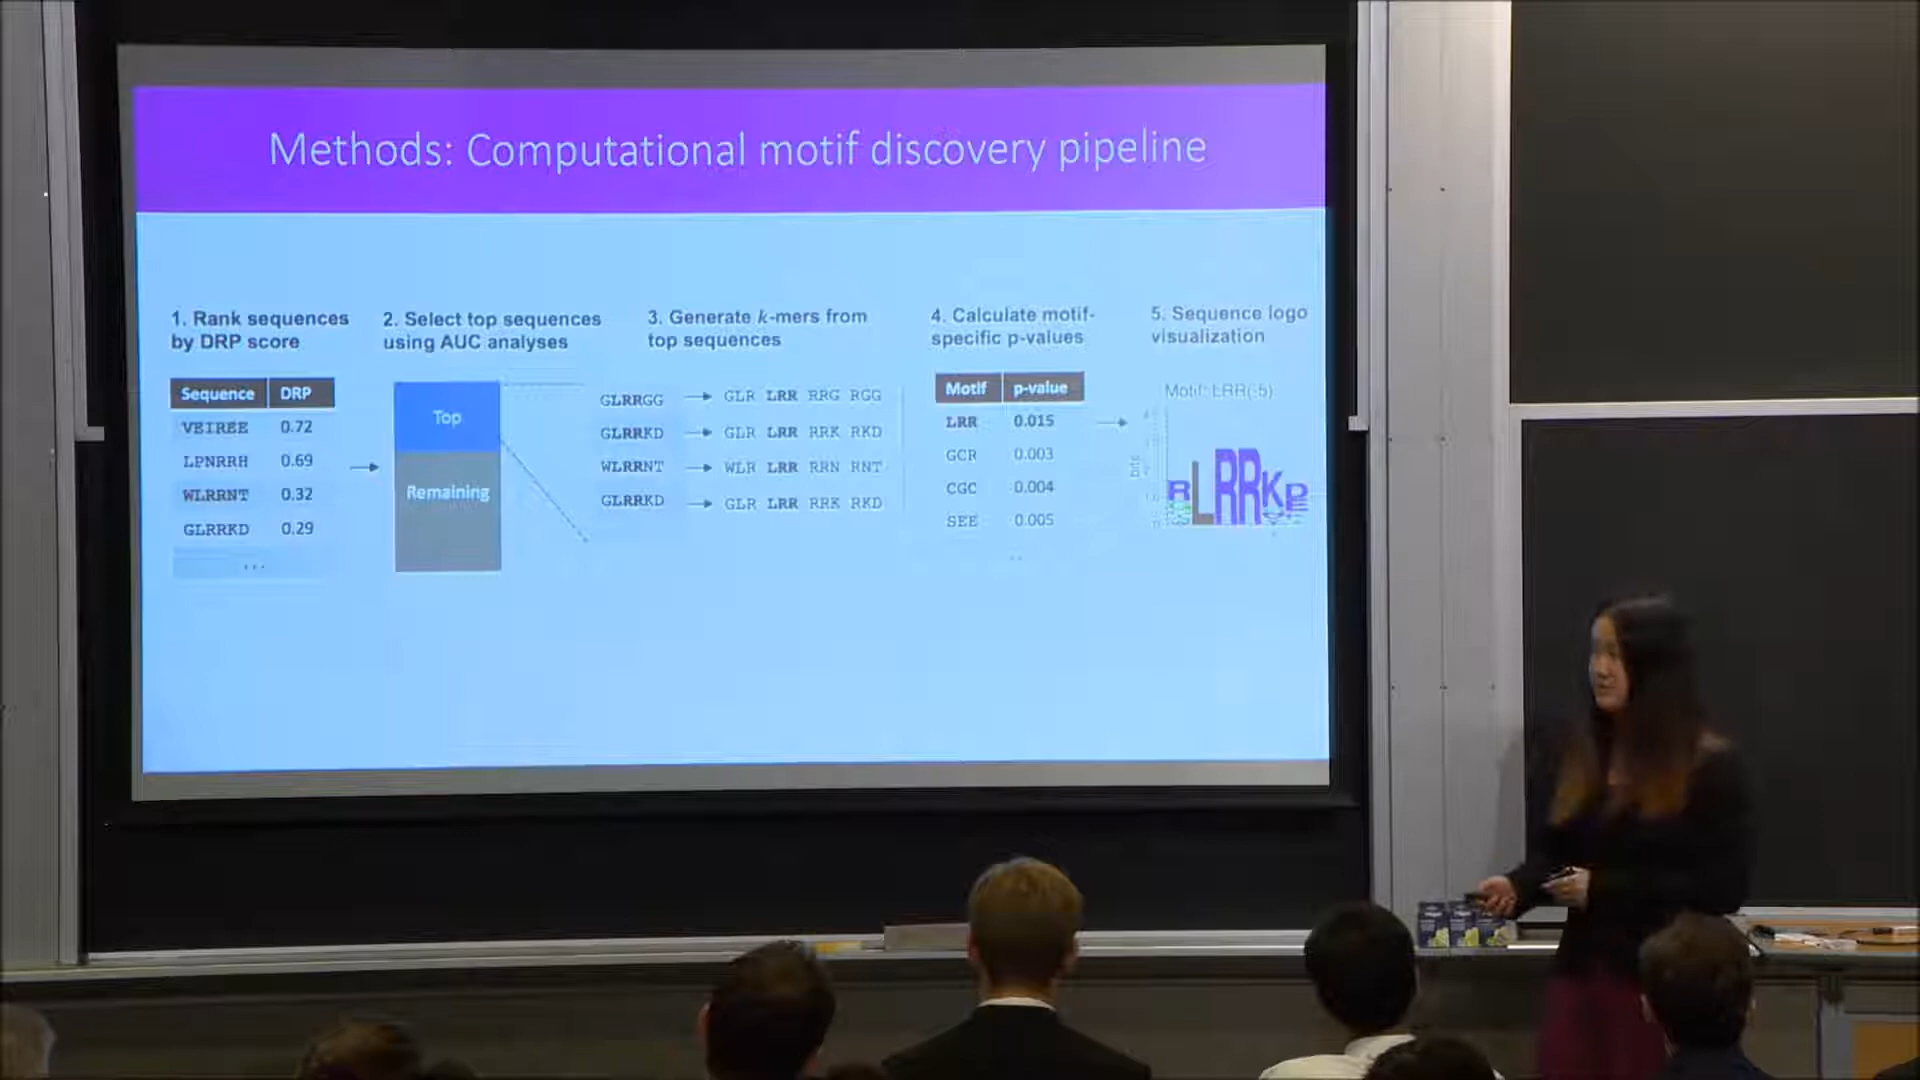 Methods: Computational motif discovery pipeline
1. Rank sequences
by DRP score
Sequence DRP
VEIREE 0.72
LPNRRH 0.69
WLRRNT 0.32
GLRRKD 0.29
...
2. Select top sequences
using AUC analyses
Top
Remaining
3. Generate k-mers from
top sequences
GLRRGG → GLR LRR RRG RGG
GLRRKD → GLR LRR RRK RKD
WLRRNT → WLR LRR RRN RNT
GLRRKD → GLR LRR RRK RKD
4. Calculate motif-
specific p-values
Motif p-value
LRR 0.015
GCR 0.003
CGC 0.004
SEE 0.005
5. Sequence logo
visualization
Motif: LRR(-5)
bits
RLRRK